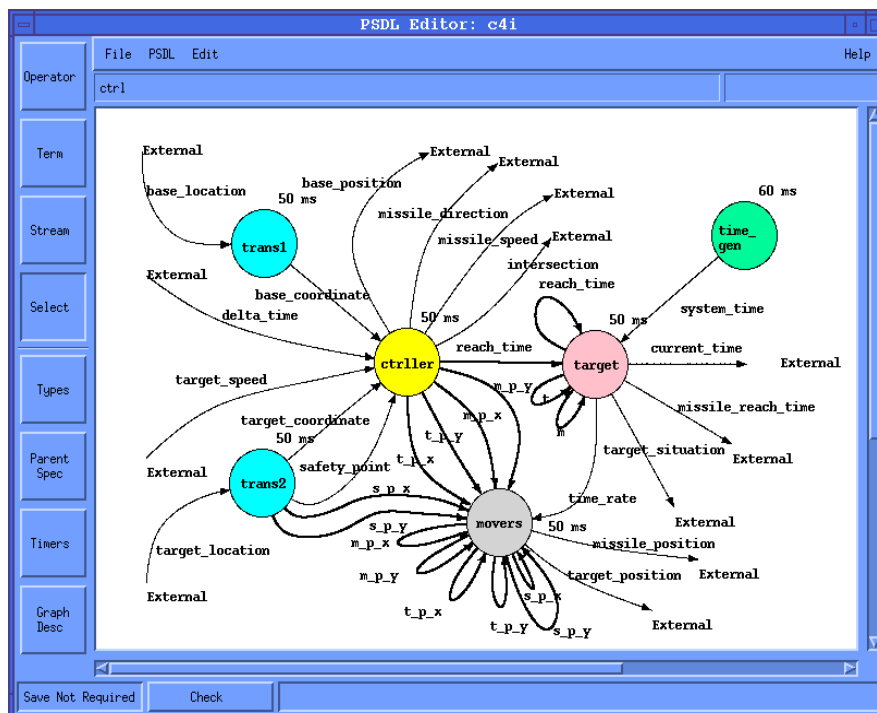 PSDL Editor: c4i
File PSDL Edit Help
Operator
ctrl
Term
Stream
Select
Types
Parent
Spec
Timers
Graph
Desc
External
External
External
External
60 ms
base_location
base_position
50 ms
missile_direction
trans1
missile_speed
External
time_
gen
External
intersection
reach_time
base_coordinate
delta_time
50 ms
50 ms
system_time
reach_time
current_time
ctrller
target
External
target_speed
m_p_y
t_
m
missile_reach_time
target_coordinate
m_p_x
50 ms
t_p_y
target_situation
External
safety_point
t_p_x
External
trans2
s_p_x
time_rate
External
movers
50 ms
s_p_y
target_location
m_p_x
missile_position
m_p_y
target_position
External
External
s_p_x
t_p_x
t_p_y
s_p_y
External
Save Not Required
Check